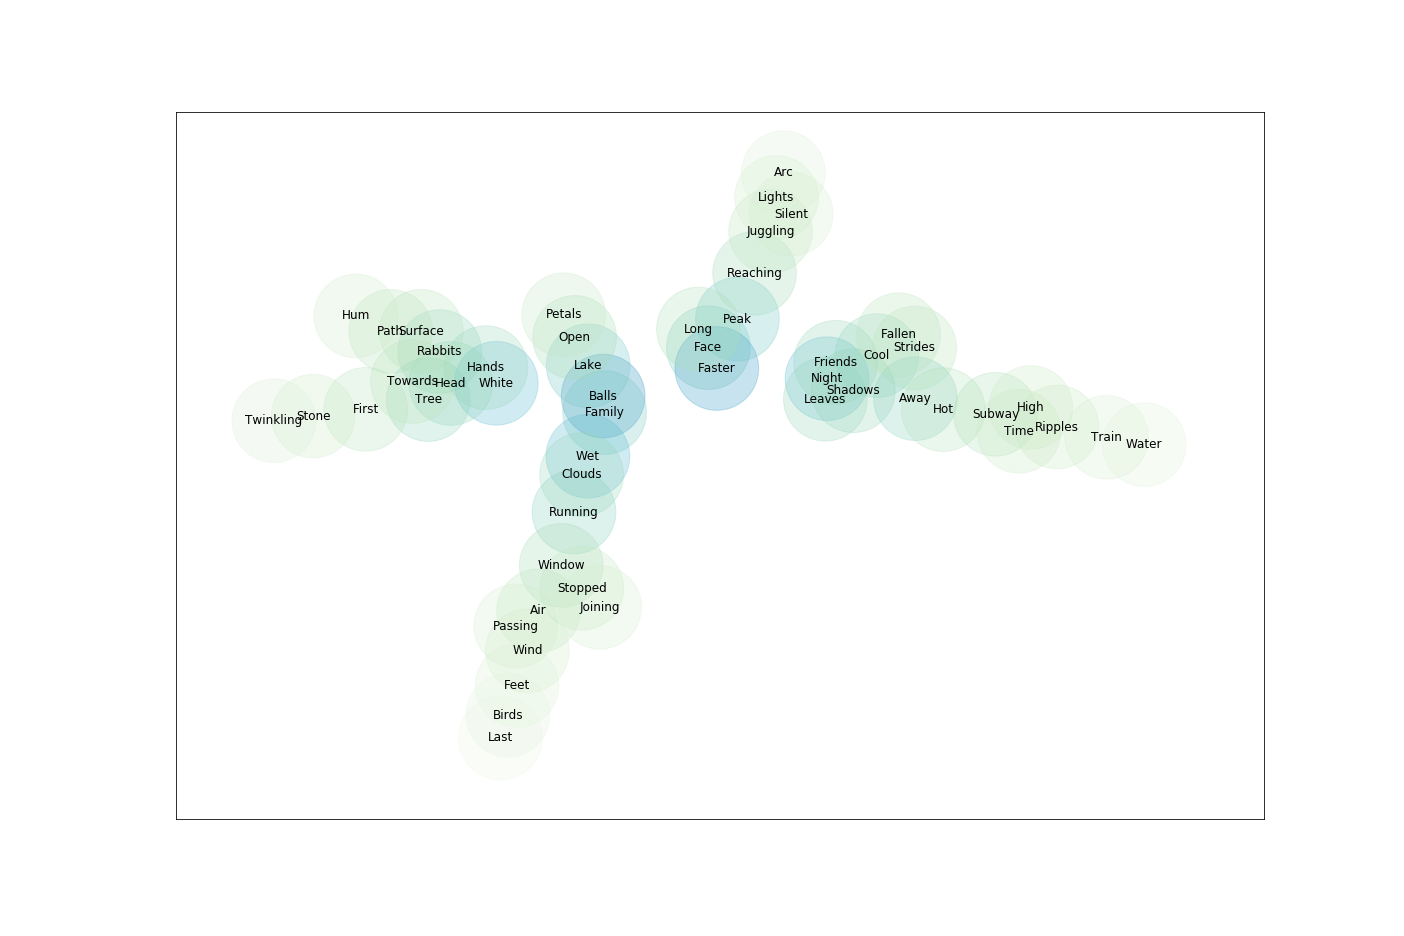 Arc
Lights
Silent
Juggling
Reaching
Petals
Hum
Peak
Long
Path
Surface
Fallen
Open
Face
Strides
Rabbits
Cool
Friends
Lake
Hands
Faster
Night
Towards
Head
White
Shadows
Balls
Away
Tree
Leaves
First
Family
Hot
High
Stone
Subway
Twinkling
Ripples
Time
Train
Water
Wet
Clouds
Running
Window
Stopped
Joining
Air
Passing
Wind
Feet
Birds
Last